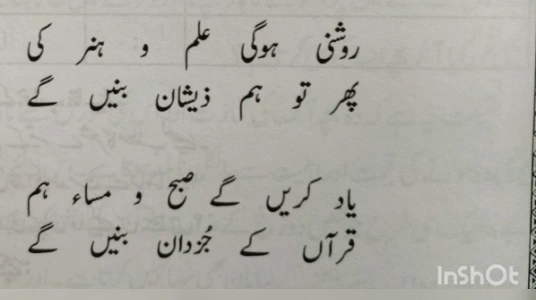 روشنی ہوگی علم و ہنر کی
پھر تو ہم ذیشان بنیں گے
یاد کریں گے صبح و مساء ہم
قرآں کے جُزدان بنیں گے
InShOt